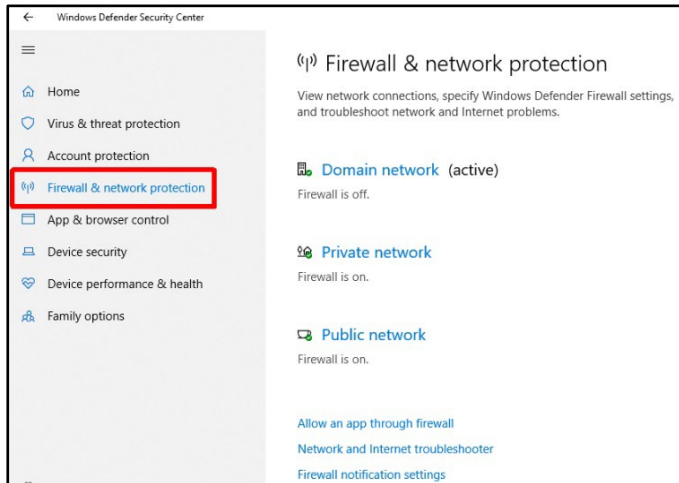 Windows Defender Security Center
Home
Virus & threat protection
Account protection
Firewall & network protection
App & browser control
Device security
Device performance & health
Family options
Firewall & network protection
View network connections, specify Windows Defender Firewall settings,
and troubleshoot network and Internet problems.
Domain network (active)
Firewall is off.
Private network
Firewall is on.
Public network
Firewall is on.
Allow an app through firewall
Network and Internet troubleshooter
Firewall notification settings